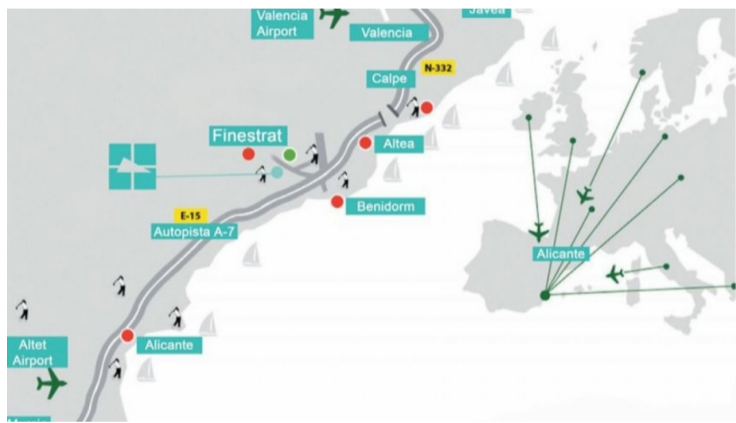 Valencia
Airport
Valencia
Javea
Calpe
N-332
Finestrat
Altea
Benidorm
E-15
Autopista A-7
Alicante
Altet
Airport
Alicante